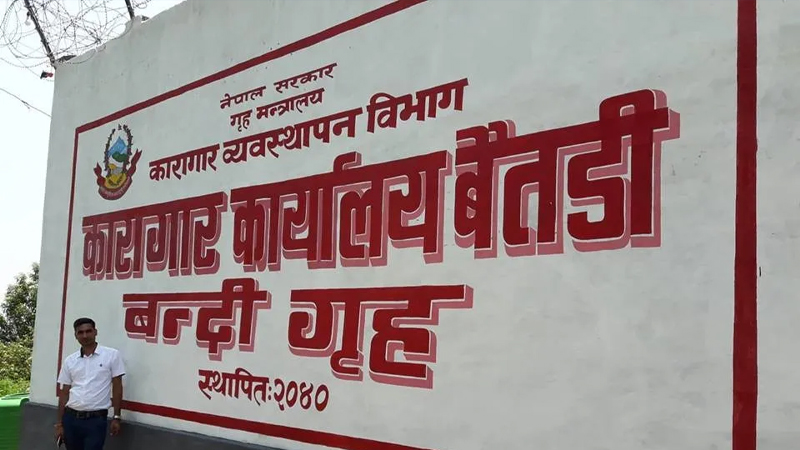 नेपाल सरकार
गृह मन्त्रालय
कारागार व्यवस्थापन विभाग
कारागार कार्यालय बैतडी
बन्दी गृह
स्थापितः२०४०